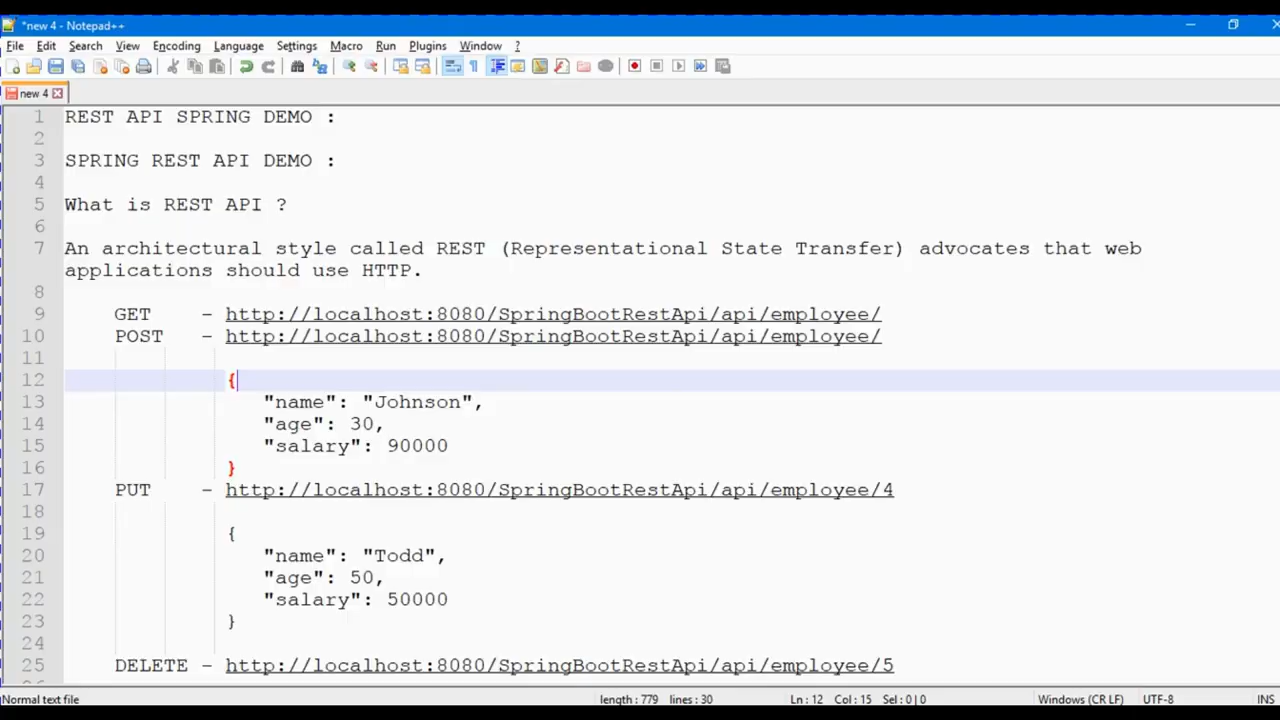 *new 4 - Notepad++
File Edit Search View Encoding Language Settings Macro Run Plugins Window ?
new 4
1 REST API SPRING DEMO :
2
3 SPRING REST API DEMO :
4
5 What is REST API ?
6
7 An architectural style called REST (Representational State Transfer) advocates that web
applications should use HTTP.
8
9 GET - http://localhost:8080/SpringBootRestApi/api/employee/
10 POST - http://localhost:8080/SpringBootRestApi/api/employee/
11
12 {
13 "name": "Johnson",
14 "age": 30,
15 "salary": 90000
16 }
17 PUT - http://localhost:8080/SpringBootRestApi/api/employee/4
18
19 {
20 "name": "Todd",
21 "age": 50,
22 "salary": 50000
23 }
24
25 DELETE - http://localhost:8080/SpringBootRestApi/api/employee/5
Normal text file length : 779 lines : 30 Ln : 12 Col : 15 Sel : 0 | 0 Windows (CR LF) UTF-8 INS